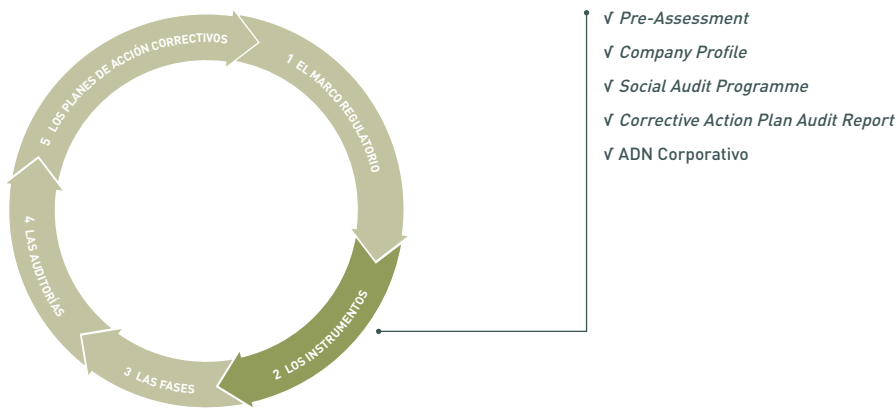 1 EL MARCO REGULATORIO
2 LOS INSTRUMENTOS
3 LAS FASES
4 LAS AUDITORÍAS
5 LOS PLANES DE ACCIÓN CORRECTIVOS
√ Pre-Assessment
√ Company Profile
√ Social Audit Programme
√ Corrective Action Plan Audit Report
√ ADN Corporativo